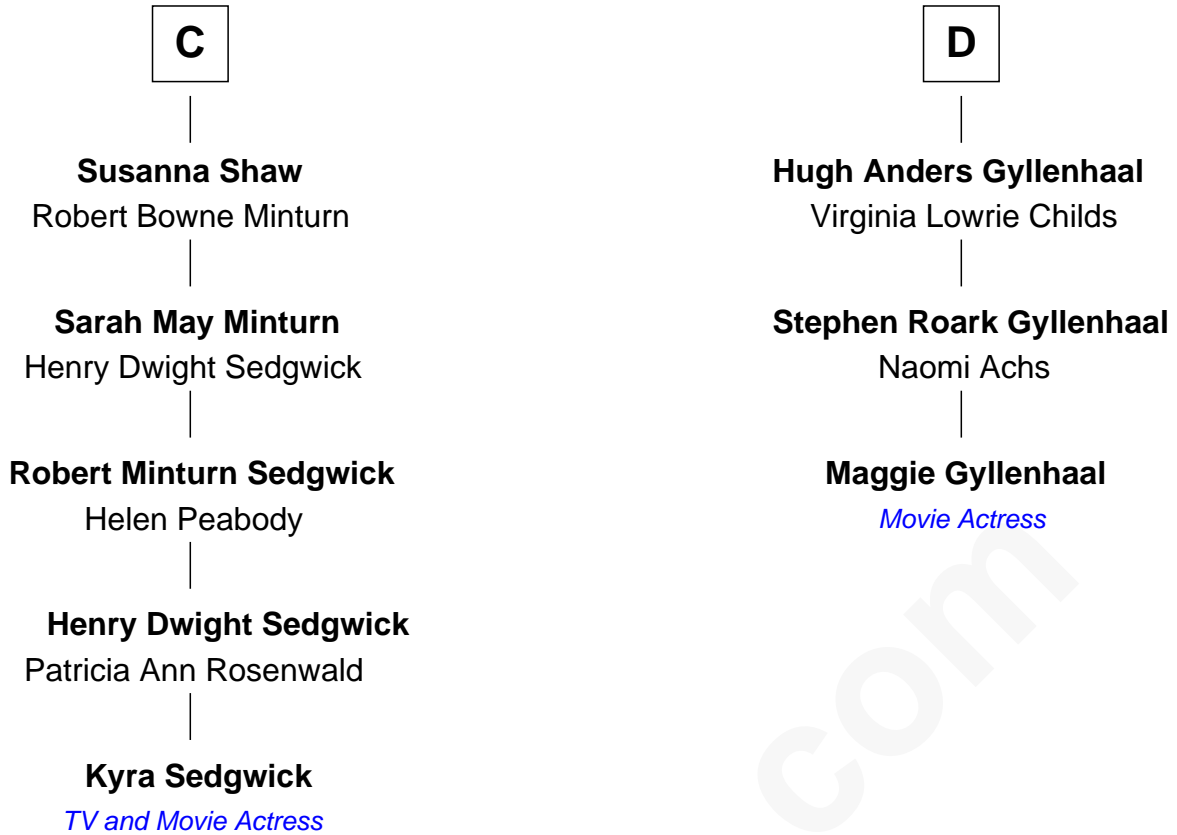 C
Susanna Shaw
Robert Bowne Minturn
Sarah May Minturn
Henry Dwight Sedgwick
Robert Minturn Sedgwick
Helen Peabody
Henry Dwight Sedgwick
Patricia Ann Rosenwald
Kyra Sedgwick
TV and Movie Actress
D
Hugh Anders Gyllenhaal
Virginia Lowrie Childs
Stephen Roark Gyllenhaal
Naomi Achs
Maggie Gyllenhaal
Movie Actress
com